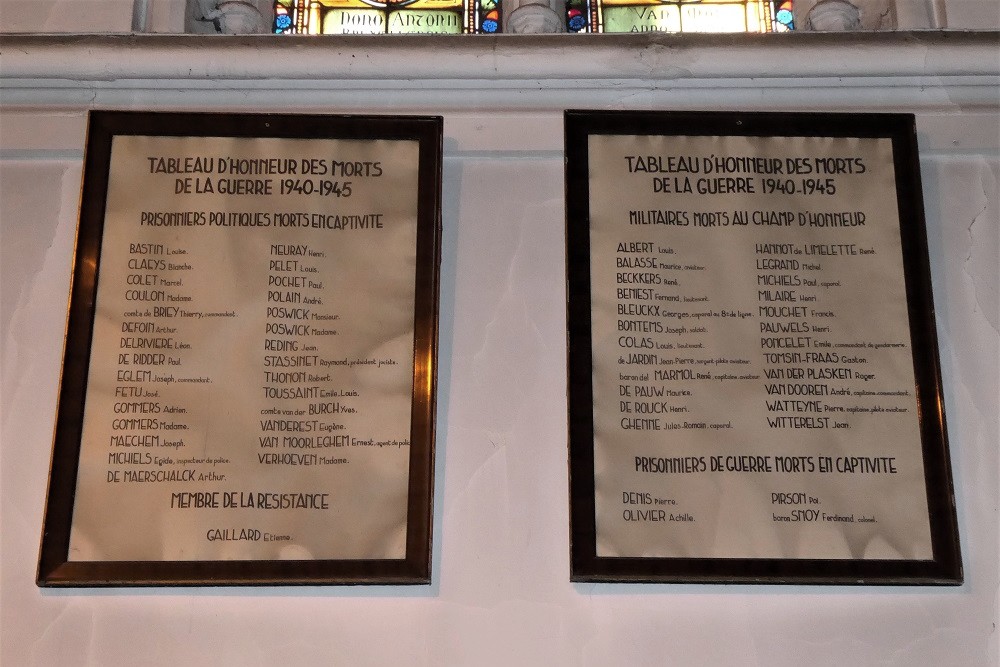 DONO ANTONII
VAN
ANNO
TABLEAU D'HONNEUR DES MORTS
DE LA GUERRE 1940-1945
PRISONNIERS POLITIQUES MORTS EN CAPTIVITE
BASTIN Louise.
CLAEYS Blanche.
COLET Marcel.
COULON Madame.
comte de BRIEY Thierry, commandant.
DEFOIN Arthur.
DELRIVIERE Léon.
DE RIDDER Paul.
EGLEM Joseph, commandant.
FETU José.
GOMMERS Adrien.
GOMMERS Madame.
MAECHEM Joseph.
MICHIELS Egide, inspecteur de police.
DE MAERSCHALCK Arthur.
NEURAY Henri.
PELET Louis.
POCHET Paul.
POLAIN André.
POSWICK Monsieur.
POSWICK Madame.
REDING Jean.
STASSINET Raymond, président jociste.
THONON Robert.
TOUSSAINT Emile, Louis.
comte van der BURCH Yves.
VANDEREST Eugène.
VAN MOORLEGHEM Ernest, agent de police
VERHOEVEN Madame.
MEMBRE DE LA RESISTANCE
GAILLARD Etienne.
TABLEAU D'HONNEUR DES MORTS
DE LA GUERRE 1940-1945
MILITAIRES MORTS AU CHAMP D'HONNEUR
ALBERT Louis.
BALASSE Maurice, aviateur.
BECKKERS René.
BENIEST Fernand, lieutenant.
BLEUCKX Georges, caporal au 8e de ligne.
BONTEMS Joseph, soldat.
COLAS Louis, lieutenant.
de JARDIN Jean Pierre, sergent pilote aviateur.
baron del MARMOL René, capitaine aviateur
DE PAUW Maurice.
DE ROUCK Henri.
GHENNE Jules-Romain, caporal.
HANNOT de LIMELETTE René.
LEGRAND Michel.
MICHIELS Paul, caporal.
MILAIRE Henri
MOUCHET Francis.
PAUWELS Henri.
PONCELET Emile, commandant de gendarmerie.
TOMSIN-FRAAS Gaston.
VAN DER PLASKEN Roger.
VAN DOOREN André, capitaine commandant.
WATTEYNE Pierre, capitaine, pilote aviateur.
WITTERELST Jean.
PRISONNIERS DE GUERRE MORTS EN CAPTIVITE
DENIS Pierre.
OLIVIER Achille.
PIRSON Pol.
baron SNOY Ferdinand, colonel.